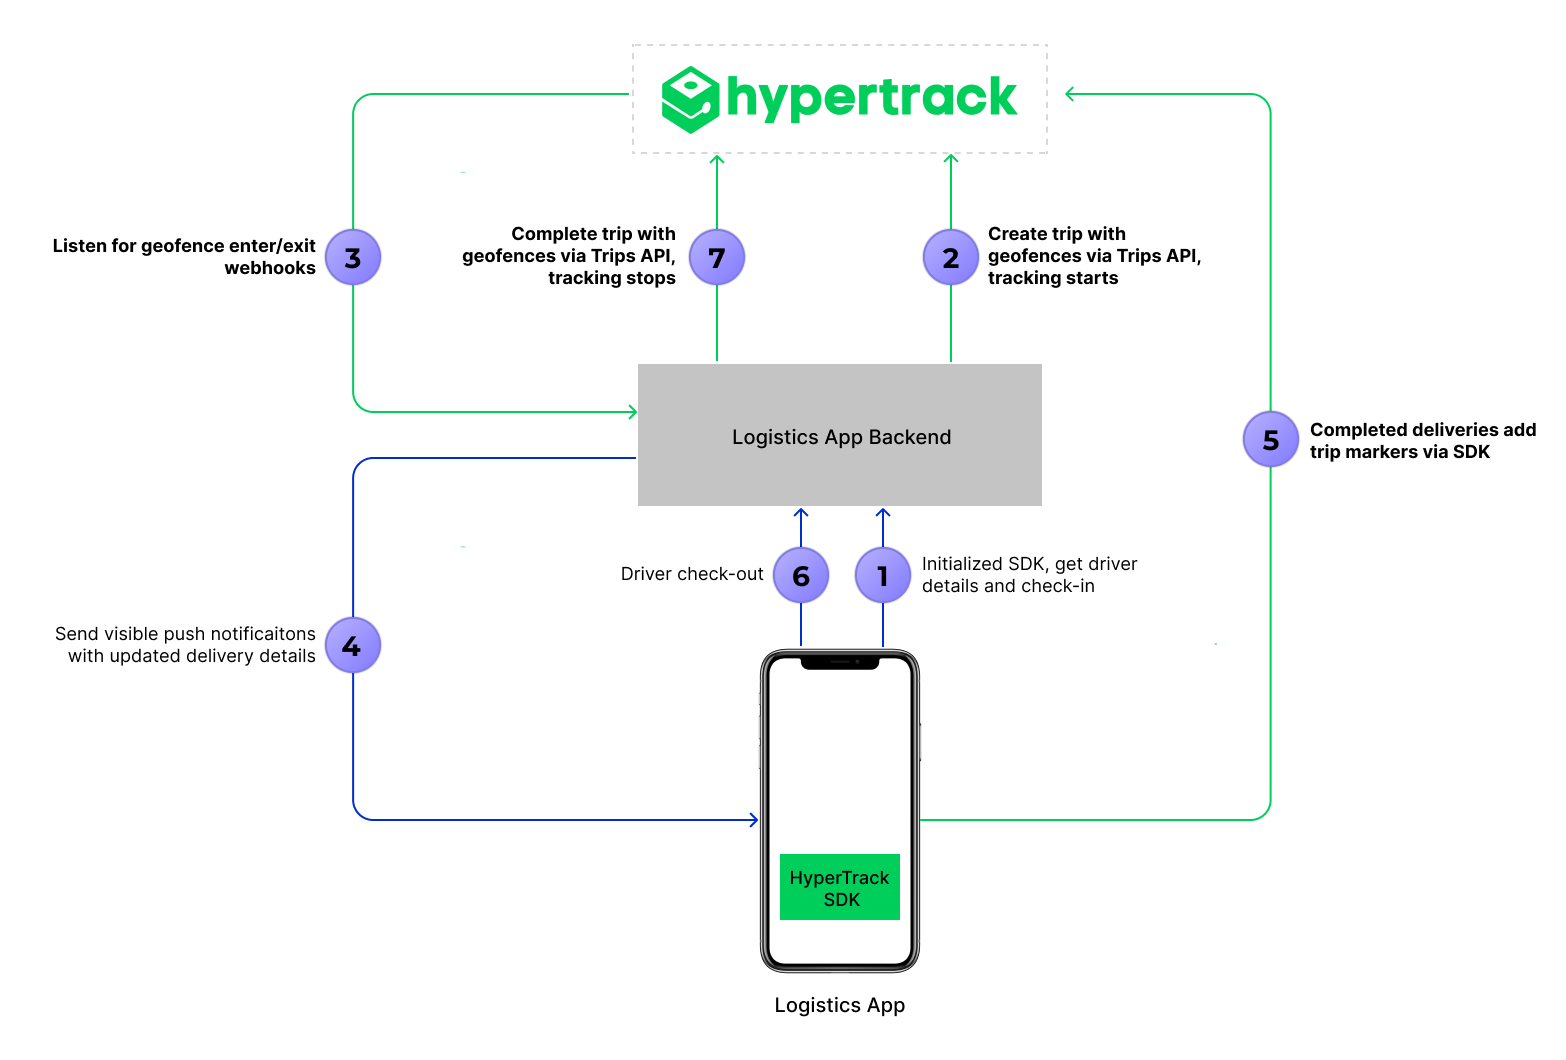 hypertrack
Listen for geofence enter/exit
webhooks
3
Complete trip with
geofences via Trips API,
tracking stops
7
2
Create trip with
geofences via Trips API,
tracking starts
Logistics App Backend
5
Completed deliveries add
trip markers via SDK
Driver check-out
6
1
Initialized SDK, get driver
details and check-in
Send visible push notificaitons
with updated delivery details
4
HyperTrack
SDK
Logistics App